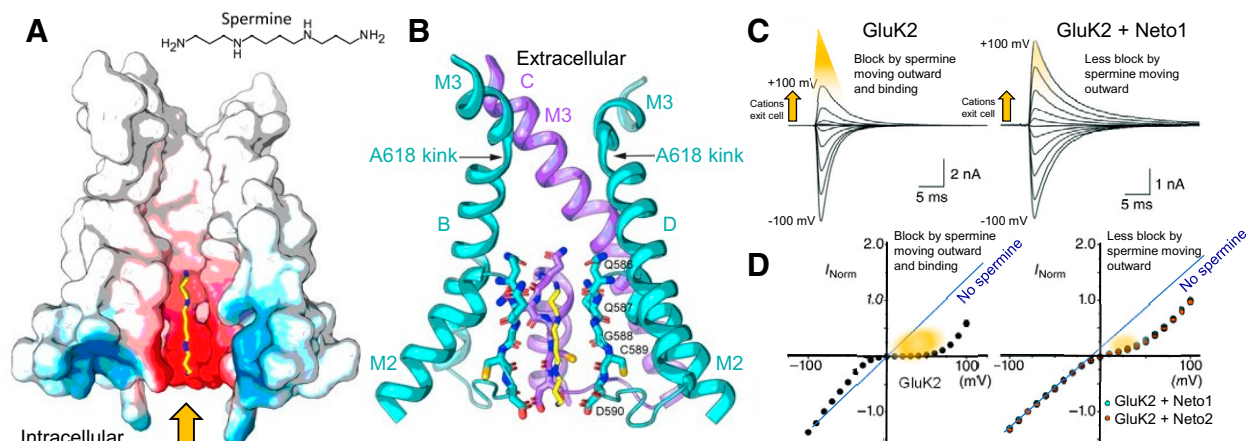 A
Spermine
H2N
H
N
N
H
NH2
Intracellular
B
Extracellular
M3
C
M3
M3
A618 kink
A618 kink
B
D
Q586
Q587
G588
C589
D590
M2
M2
C
GluK2
GluK2 + Neto1
+100 mV
Block by spermine
moving outward
and binding
Cations
exit cell
-100 mV
2 nA
5 ms
+100 mV
Less block by
spermine moving
outward
Cations
exit cell
-100 mV
1 nA
5 ms
D
2.0
INorm
Block by spermine
moving outward
and binding
No spermine
1.0
−100
100
(mV)
GluK2
−1.0
2.0
INorm
Less block by
spermine moving
outward
No spermine
1.0
−100
100
(mV)
−1.0
GluK2 + Neto1
GluK2 + Neto2